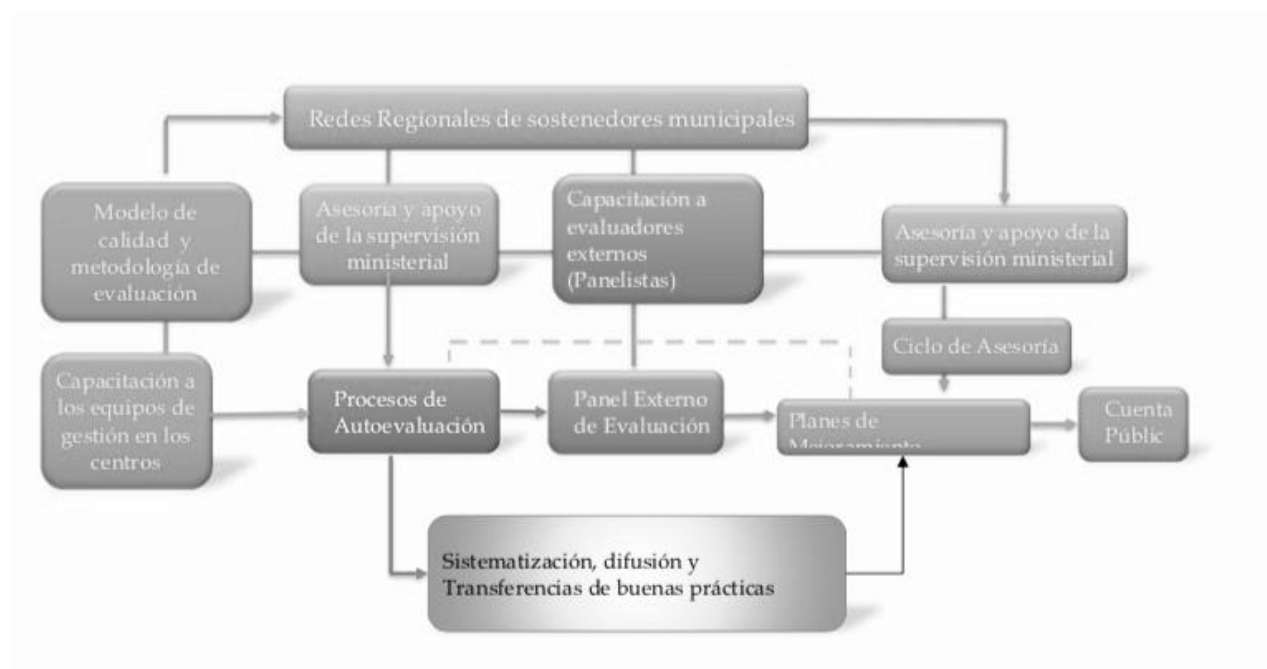 Redes Regionales de sostenedores municipales
Modelo de
calidad y
metodología de
evaluación
Asesoría y apoyo
de la supervisión
ministerial
Capacitación a
evaluadores
externos
(Panelistas)
Asesoría y apoyo de la
supervisión ministerial
Ciclo de Asesoría
Capacitación a
los equipos de
gestión en los
centros
Procesos de
Autoevaluación
Panel Externo
de Evaluación
Planes de
Mejoramiento
Cuenta
Públic
Sistematización, difusión y
Transferencias de buenas prácticas